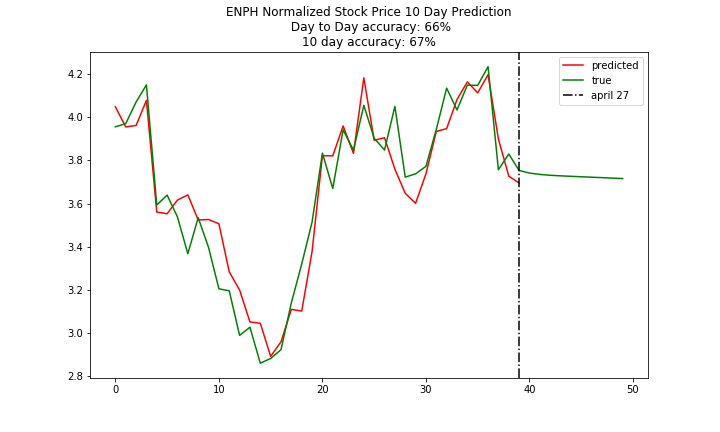 ENPH Normalized Stock Price 10 Day Prediction
Day to Day accuracy: 66%
10 day accuracy: 67%
predicted
true
april 27
4.2
4.0
3.8
3.6
3.4
3.2
3.0
2.8
0 10 20 30 40 50